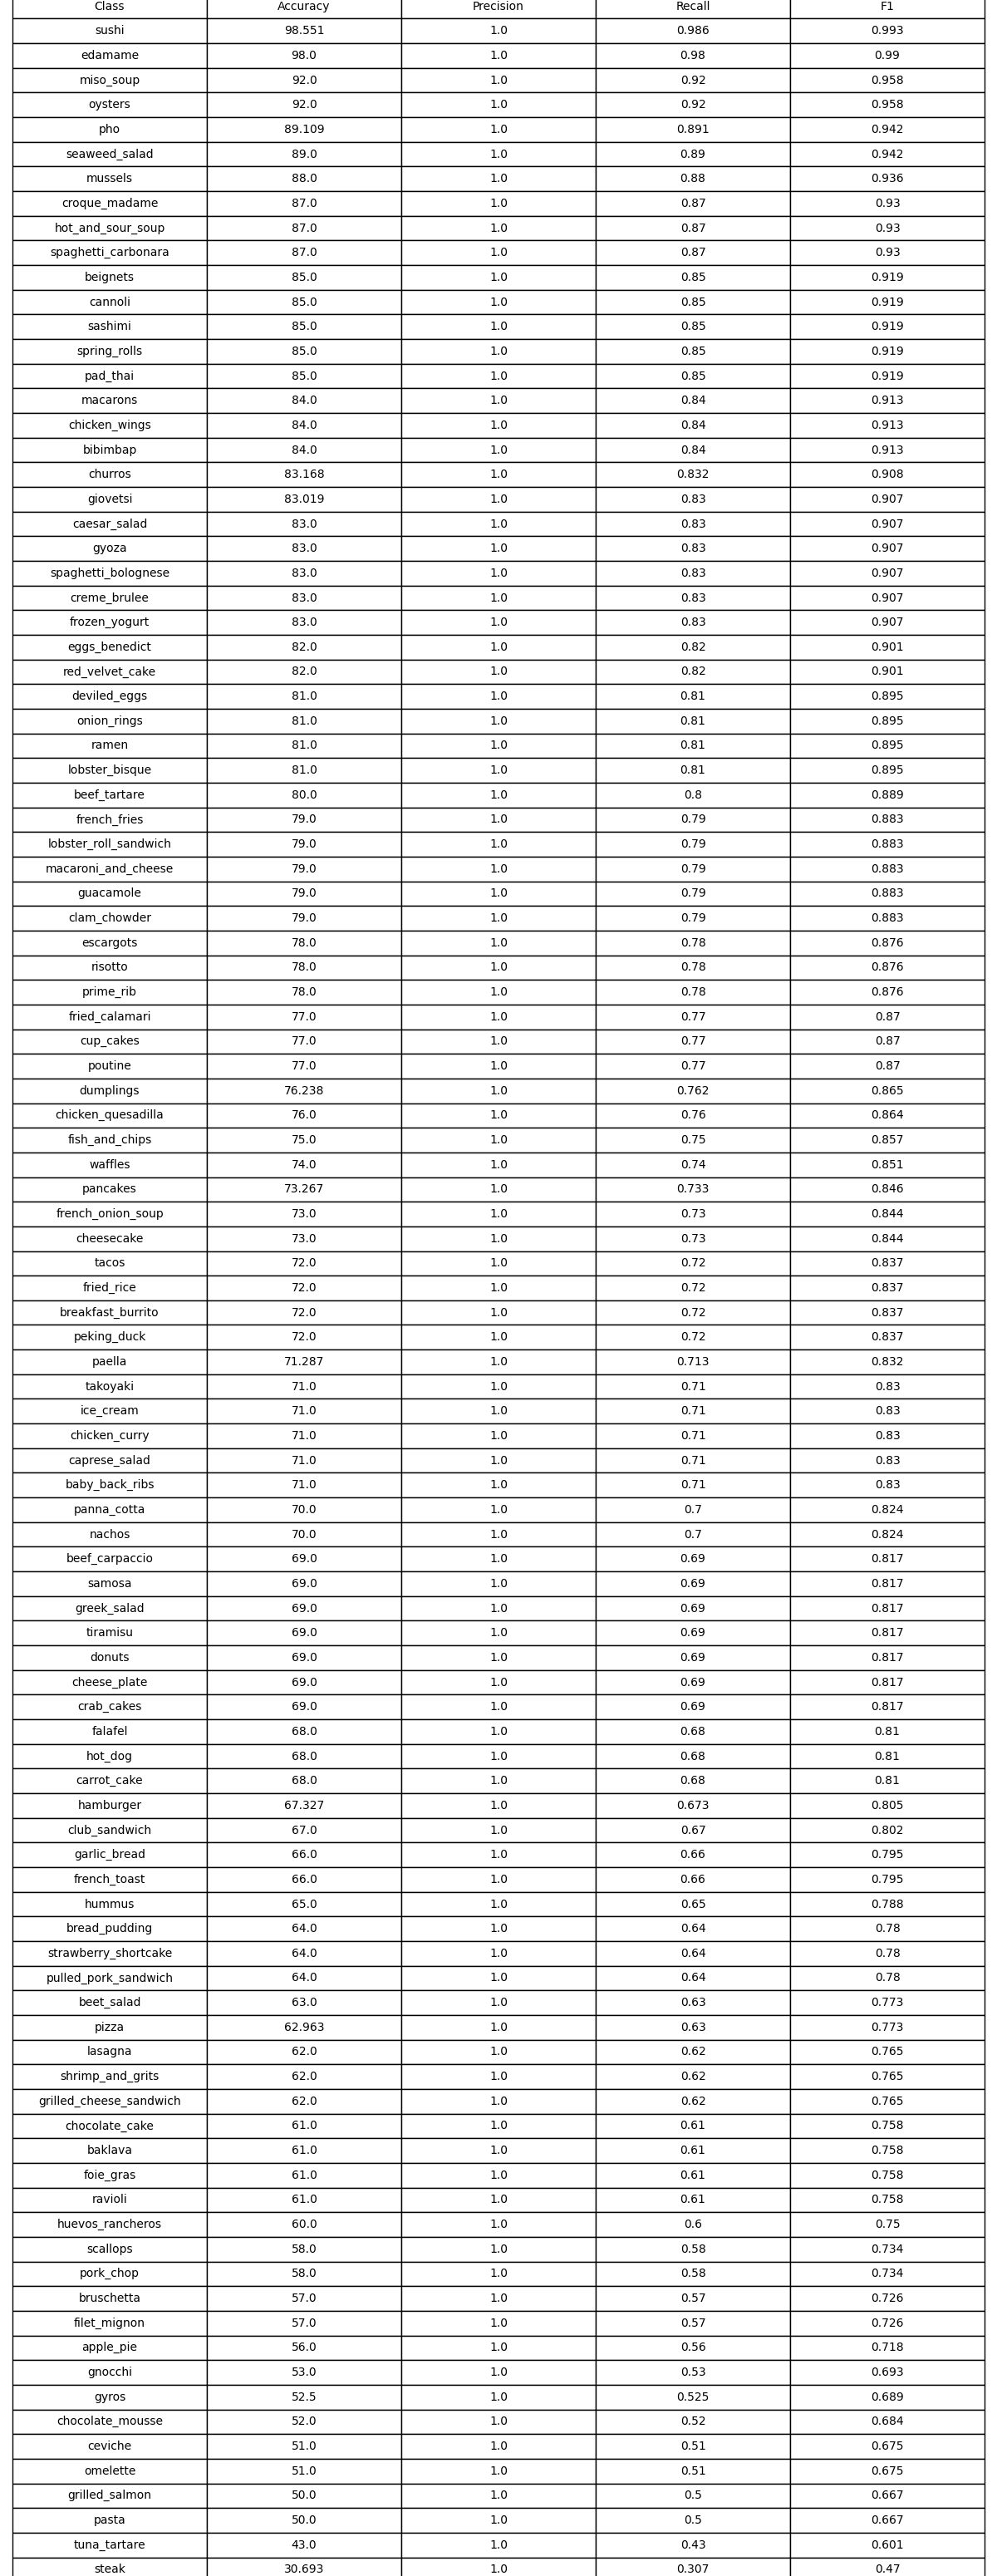 Class Accuracy Precision Recall F1
sushi 98.551 1.0 0.986 0.993
edamame 98.0 1.0 0.98 0.99
miso_soup 92.0 1.0 0.92 0.958
oysters 92.0 1.0 0.92 0.958
pho 89.109 1.0 0.891 0.942
seaweed_salad 89.0 1.0 0.89 0.942
mussels 88.0 1.0 0.88 0.936
croque_madame 87.0 1.0 0.87 0.93
hot_and_sour_soup 87.0 1.0 0.87 0.93
spaghetti_carbonara 87.0 1.0 0.87 0.93
beignets 85.0 1.0 0.85 0.919
cannoli 85.0 1.0 0.85 0.919
sashimi 85.0 1.0 0.85 0.919
spring_rolls 85.0 1.0 0.85 0.919
pad_thai 85.0 1.0 0.85 0.919
macarons 84.0 1.0 0.84 0.913
chicken_wings 84.0 1.0 0.84 0.913
bibimbap 84.0 1.0 0.84 0.913
churros 83.168 1.0 0.832 0.908
giovetsi 83.019 1.0 0.83 0.907
caesar_salad 83.0 1.0 0.83 0.907
gyoza 83.0 1.0 0.83 0.907
spaghetti_bolognese 83.0 1.0 0.83 0.907
creme_brulee 83.0 1.0 0.83 0.907
frozen_yogurt 83.0 1.0 0.83 0.907
eggs_benedict 82.0 1.0 0.82 0.901
red_velvet_cake 82.0 1.0 0.82 0.901
deviled_eggs 81.0 1.0 0.81 0.895
onion_rings 81.0 1.0 0.81 0.895
ramen 81.0 1.0 0.81 0.895
lobster_bisque 81.0 1.0 0.81 0.895
beef_tartare 80.0 1.0 0.8 0.889
french_fries 79.0 1.0 0.79 0.883
lobster_roll_sandwich 79.0 1.0 0.79 0.883
macaroni_and_cheese 79.0 1.0 0.79 0.883
guacamole 79.0 1.0 0.79 0.883
clam_chowder 79.0 1.0 0.79 0.883
escargots 78.0 1.0 0.78 0.876
risotto 78.0 1.0 0.78 0.876
prime_rib 78.0 1.0 0.78 0.876
fried_calamari 77.0 1.0 0.77 0.87
cup_cakes 77.0 1.0 0.77 0.87
poutine 77.0 1.0 0.77 0.87
dumplings 76.238 1.0 0.762 0.865
chicken_quesadilla 76.0 1.0 0.76 0.864
fish_and_chips 75.0 1.0 0.75 0.857
waffles 74.0 1.0 0.74 0.851
pancakes 73.267 1.0 0.733 0.846
french_onion_soup 73.0 1.0 0.73 0.844
cheesecake 73.0 1.0 0.73 0.844
tacos 72.0 1.0 0.72 0.837
fried_rice 72.0 1.0 0.72 0.837
breakfast_burrito 72.0 1.0 0.72 0.837
peking_duck 72.0 1.0 0.72 0.837
paella 71.287 1.0 0.713 0.832
takoyaki 71.0 1.0 0.71 0.83
ice_cream 71.0 1.0 0.71 0.83
chicken_curry 71.0 1.0 0.71 0.83
caprese_salad 71.0 1.0 0.71 0.83
baby_back_ribs 71.0 1.0 0.71 0.83
panna_cotta 70.0 1.0 0.7 0.824
nachos 70.0 1.0 0.7 0.824
beef_carpaccio 69.0 1.0 0.69 0.817
samosa 69.0 1.0 0.69 0.817
greek_salad 69.0 1.0 0.69 0.817
tiramisu 69.0 1.0 0.69 0.817
donuts 69.0 1.0 0.69 0.817
cheese_plate 69.0 1.0 0.69 0.817
crab_cakes 69.0 1.0 0.69 0.817
falafel 68.0 1.0 0.68 0.81
hot_dog 68.0 1.0 0.68 0.81
carrot_cake 68.0 1.0 0.68 0.81
hamburger 67.327 1.0 0.673 0.805
club_sandwich 67.0 1.0 0.67 0.802
garlic_bread 66.0 1.0 0.66 0.795
french_toast 66.0 1.0 0.66 0.795
hummus 65.0 1.0 0.65 0.788
bread_pudding 64.0 1.0 0.64 0.78
strawberry_shortcake 64.0 1.0 0.64 0.78
pulled_pork_sandwich 64.0 1.0 0.64 0.78
beet_salad 63.0 1.0 0.63 0.773
pizza 62.963 1.0 0.63 0.773
lasagna 62.0 1.0 0.62 0.765
shrimp_and_grits 62.0 1.0 0.62 0.765
grilled_cheese_sandwich 62.0 1.0 0.62 0.765
chocolate_cake 61.0 1.0 0.61 0.758
baklava 61.0 1.0 0.61 0.758
foie_gras 61.0 1.0 0.61 0.758
ravioli 61.0 1.0 0.61 0.758
huevos_rancheros 60.0 1.0 0.6 0.75
scallops 58.0 1.0 0.58 0.734
pork_chop 58.0 1.0 0.58 0.734
bruschetta 57.0 1.0 0.57 0.726
filet_mignon 57.0 1.0 0.57 0.726
apple_pie 56.0 1.0 0.56 0.718
gnocchi 53.0 1.0 0.53 0.693
gyros 52.5 1.0 0.525 0.689
chocolate_mousse 52.0 1.0 0.52 0.684
ceviche 51.0 1.0 0.51 0.675
omelette 51.0 1.0 0.51 0.675
grilled_salmon 50.0 1.0 0.5 0.667
pasta 50.0 1.0 0.5 0.667
tuna_tartare 43.0 1.0 0.43 0.601
steak 30.693 1.0 0.307 0.47